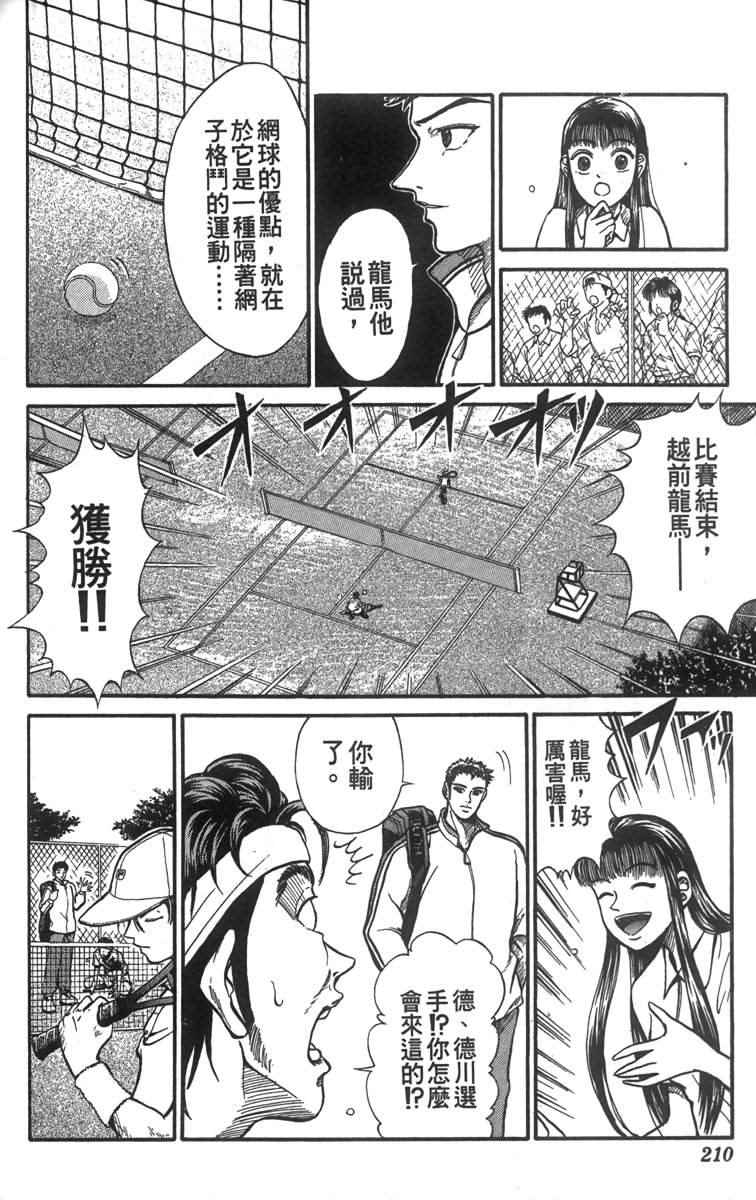 龍馬他
說過，
網球的優點，就在
於它是一種隔著網
子格鬥的運動……
比賽結束，
越前龍馬——
オオオオッ
獲勝!!
龍馬，好
厲害喔!!
你輸
了。
德、德川選
手!?你怎麼
會來這的!?
210